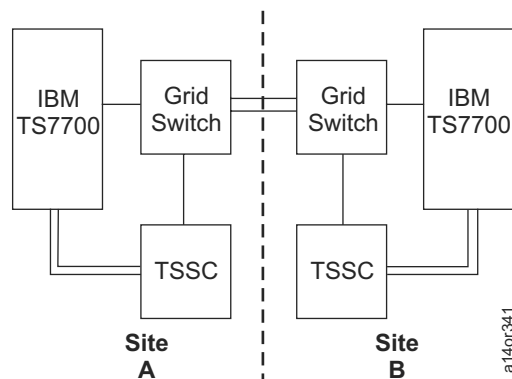 IBM
TS7700
Grid
Switch
Grid
Switch
IBM
TS7700
TSSC
TSSC
Site
A
Site
B
a14or341